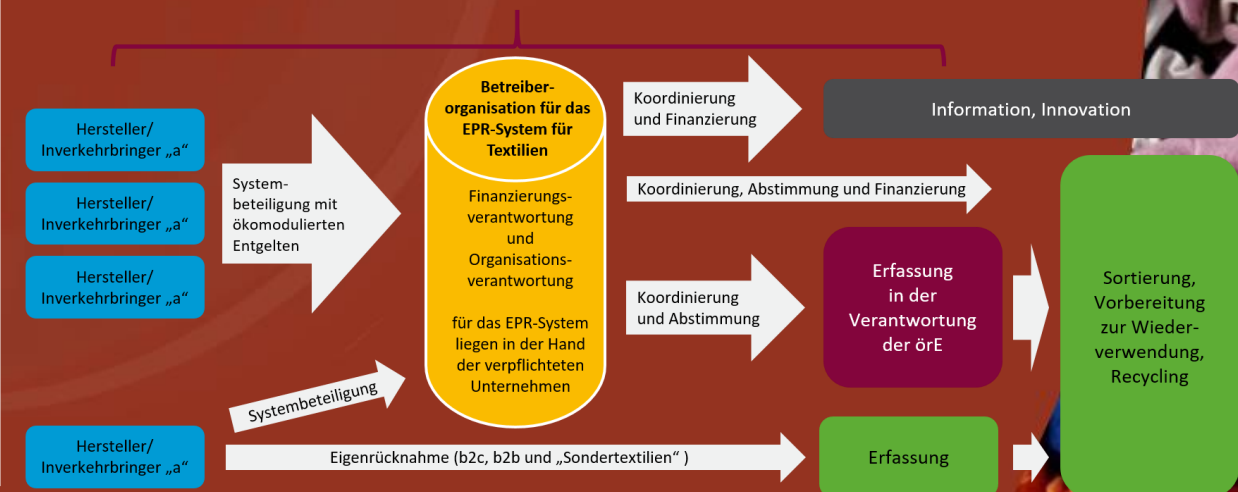 Hersteller/
Inverkehrbringer „a“
Hersteller/
Inverkehrbringer „a“
Hersteller/
Inverkehrbringer „a“
Hersteller/
Inverkehrbringer „a“
System-
beteiligung mit
ökomodulierten
Entgelten
Systembeteiligung
Betreiber-
organisation für das
EPR-System für
Textilien
Finanzierungs-
verantwortung
und
Organisations-
verantwortung
für das EPR-System
liegen in der Hand
der verpflichteten
Unternehmen
Koordinierung
und Finanzierung
Information, Innovation
Koordinierung, Abstimmung und Finanzierung
Koordinierung
und Abstimmung
Erfassung
in der
Verantwortung
der örE
Sortierung,
Vorbereitung
zur Wieder-
verwendung,
Recycling
Eigenrücknahme (b2c, b2b und „Sondertextilien“ )
Erfassung